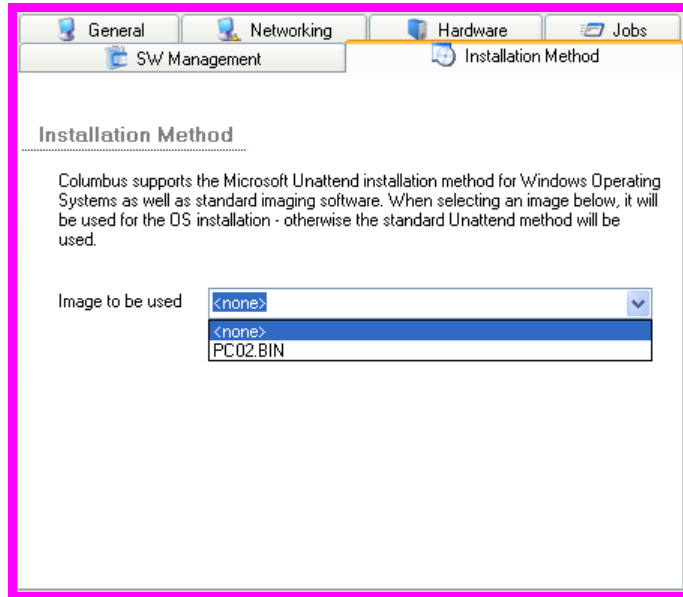 General Networking Hardware Jobs
SW Management Installation Method
Installation Method
Columbus supports the Microsoft Unattend installation method for Windows Operating
Systems as well as standard imaging software. When selecting an image below, it will
be used for the OS installation - otherwise the standard Unattend method will be
used.
Image to be used <none>
<none>
PC02.BIN